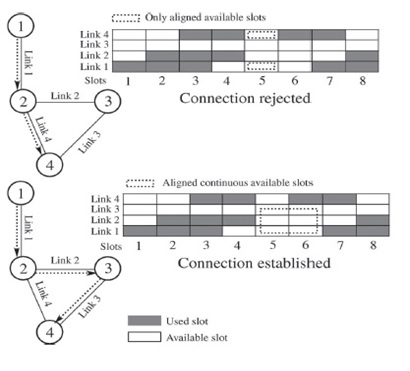 Only aligned available slots
1
Link 4
Link 3
Link 2
Link 1
Slots 1 2 3 4 5 6 7 8
Connection rejected
Link 1
2
Link 2
3
Link 4
Link 3
4
Aligned continuous available slots
1
Link 4
Link 3
Link 2
Link 1
Slots 1 2 3 4 5 6 7 8
Connection established
Link 1
2
Link 2
3
Link 4
Link 3
4
Used slot
Available slot